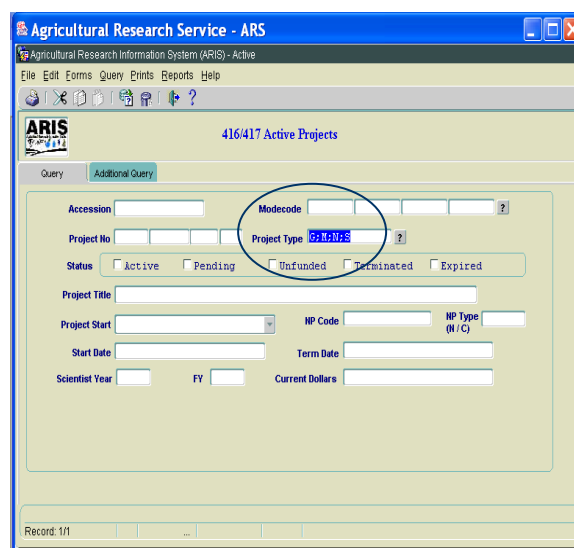 Agricultural Research Service - ARS
Agricultural Research Information System (ARIS) - Active
File Edit Forms Query Prints Reports Help
ARIS
416/417 Active Projects
Query Additional Query
Accession Modecode ?
Project No Project Type G;M;N;S ?
Status Active Pending Unfunded Terminated Expired
Project Title
Project Start NP Code NP Type
(N / C)
Start Date Term Date
Scientist Year FY Current Dollars
Record: 1/1 ...